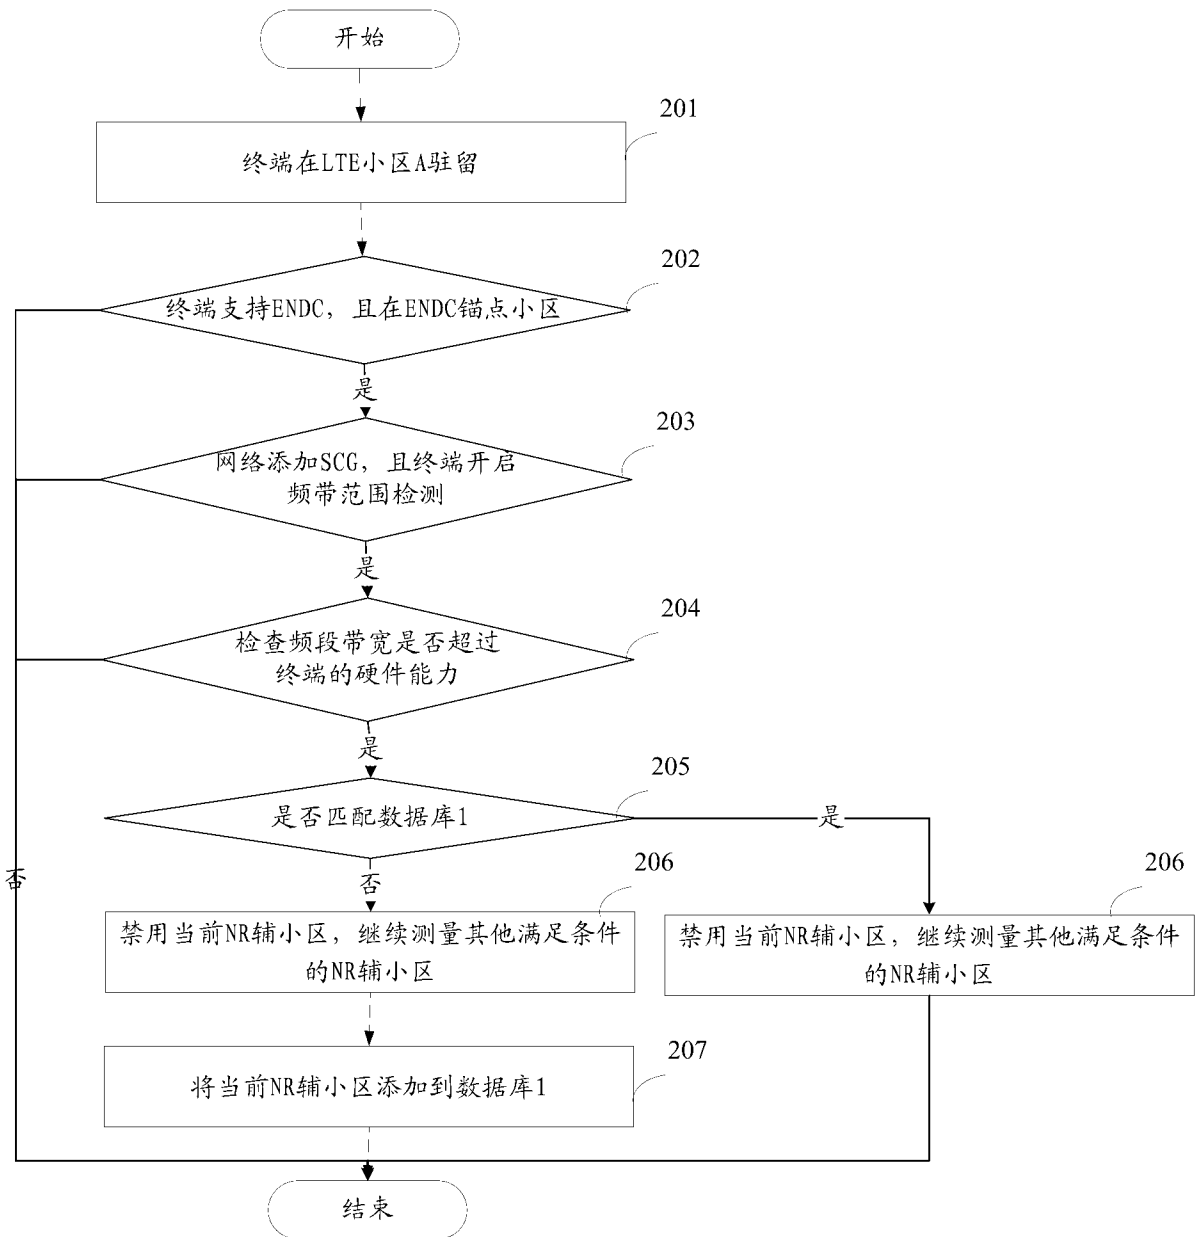 开始
201
终端在LTE小区A驻留
202
终端支持ENDC，且在ENDC锚点小区
是
203
网络添加SCG，且终端开启
频带范围检测
是
204
检查频段带宽是否超过
终端的硬件能力
是
205
是否匹配数据库1
是
否
否
206
206
禁用当前NR辅小区，继续测量其他满足条件
的NR辅小区
禁用当前NR辅小区，继续测量其他满足条件
的NR辅小区
207
将当前NR辅小区添加到数据库1
结束